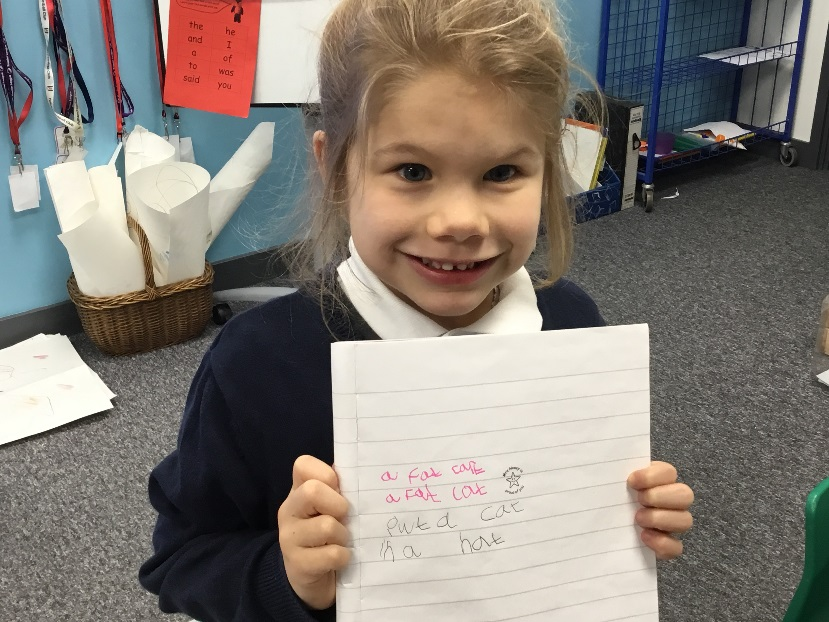 the he
and I
a of
to was
said you
a Fat cat
a Fat cat
put a cat
in a hat